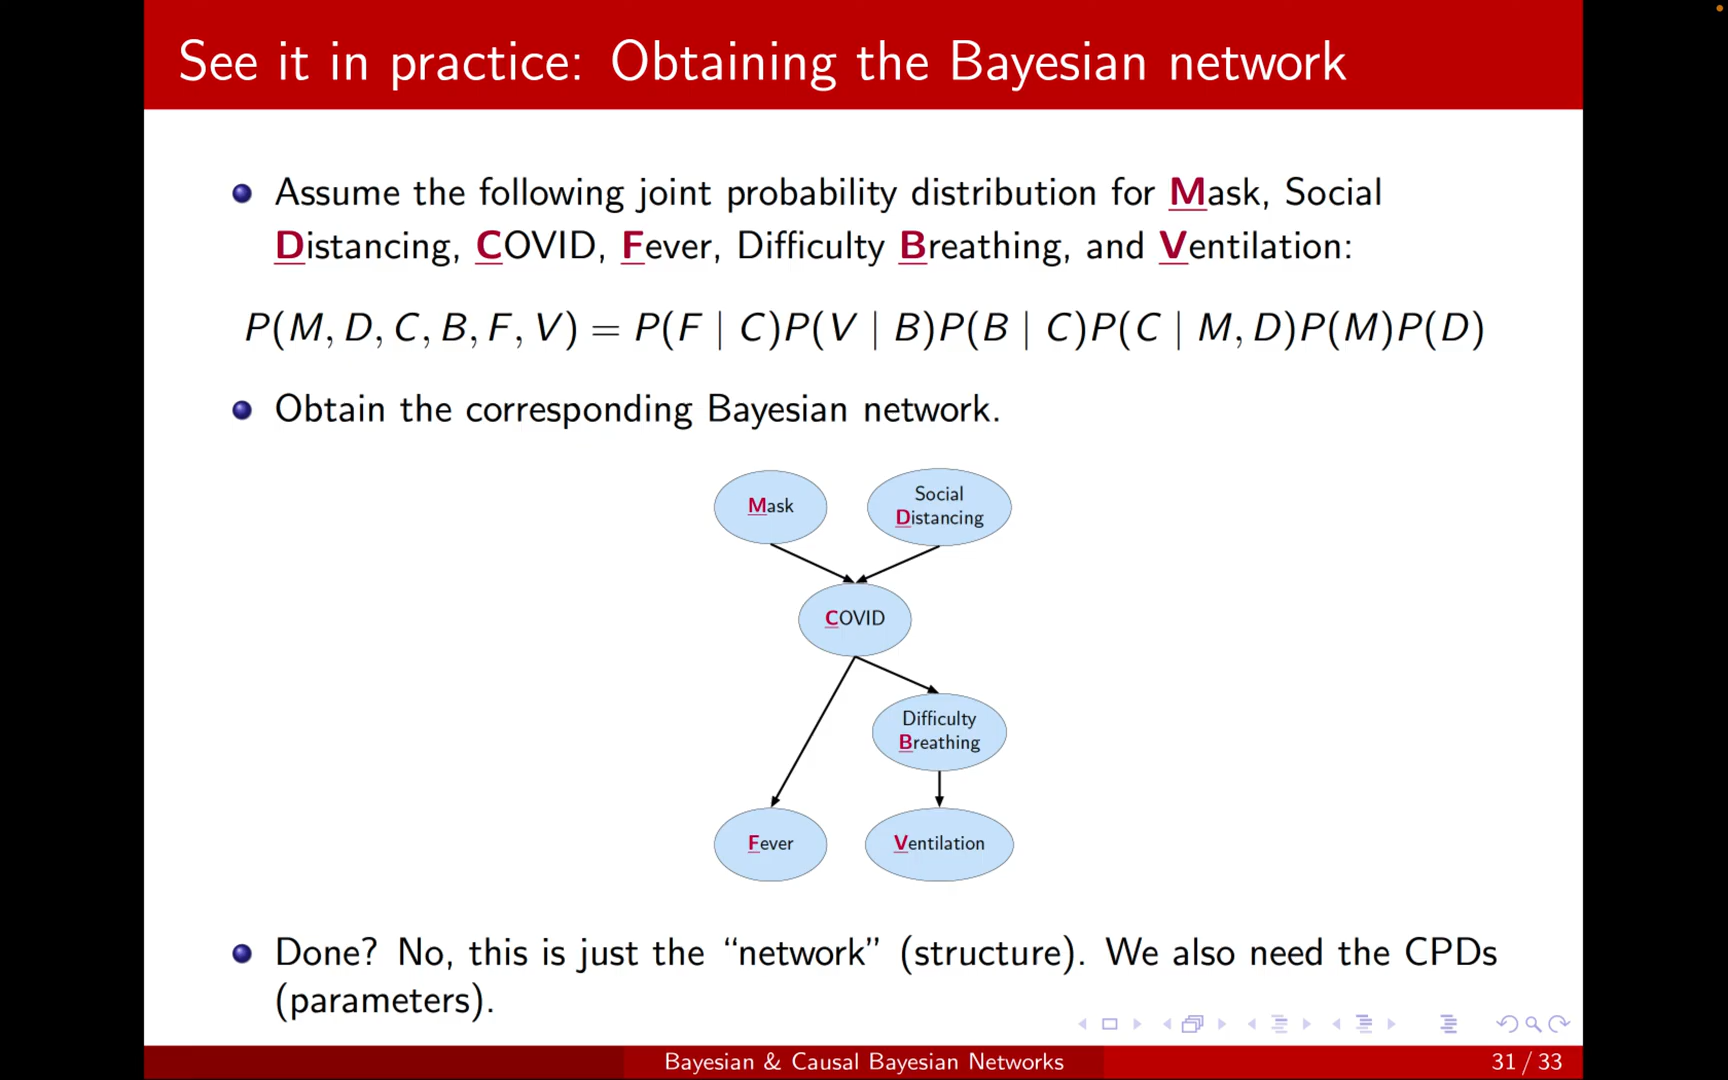 See it in practice: Obtaining the Bayesian network
Assume the following joint probability distribution for Mask, Social
Distancing, COVID, Fever, Difficulty Breathing, and Ventilation:
P(M, D, C, B, F, V) = P(F | C)P(V | B)P(B | C)P(C | M, D)P(M)P(D)
Obtain the corresponding Bayesian network.
Mask
Social
Distancing
COVID
Difficulty
Breathing
Fever
Ventilation
Done? No, this is just the “network” (structure). We also need the CPDs
(parameters).
Bayesian & Causal Bayesian Networks
31 / 33